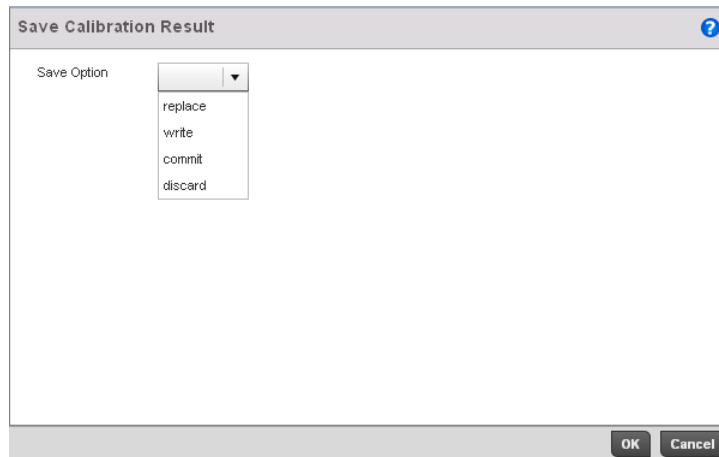 Save Calibration Result
?
Save Option
replace
write
commit
discard
OK Cancel